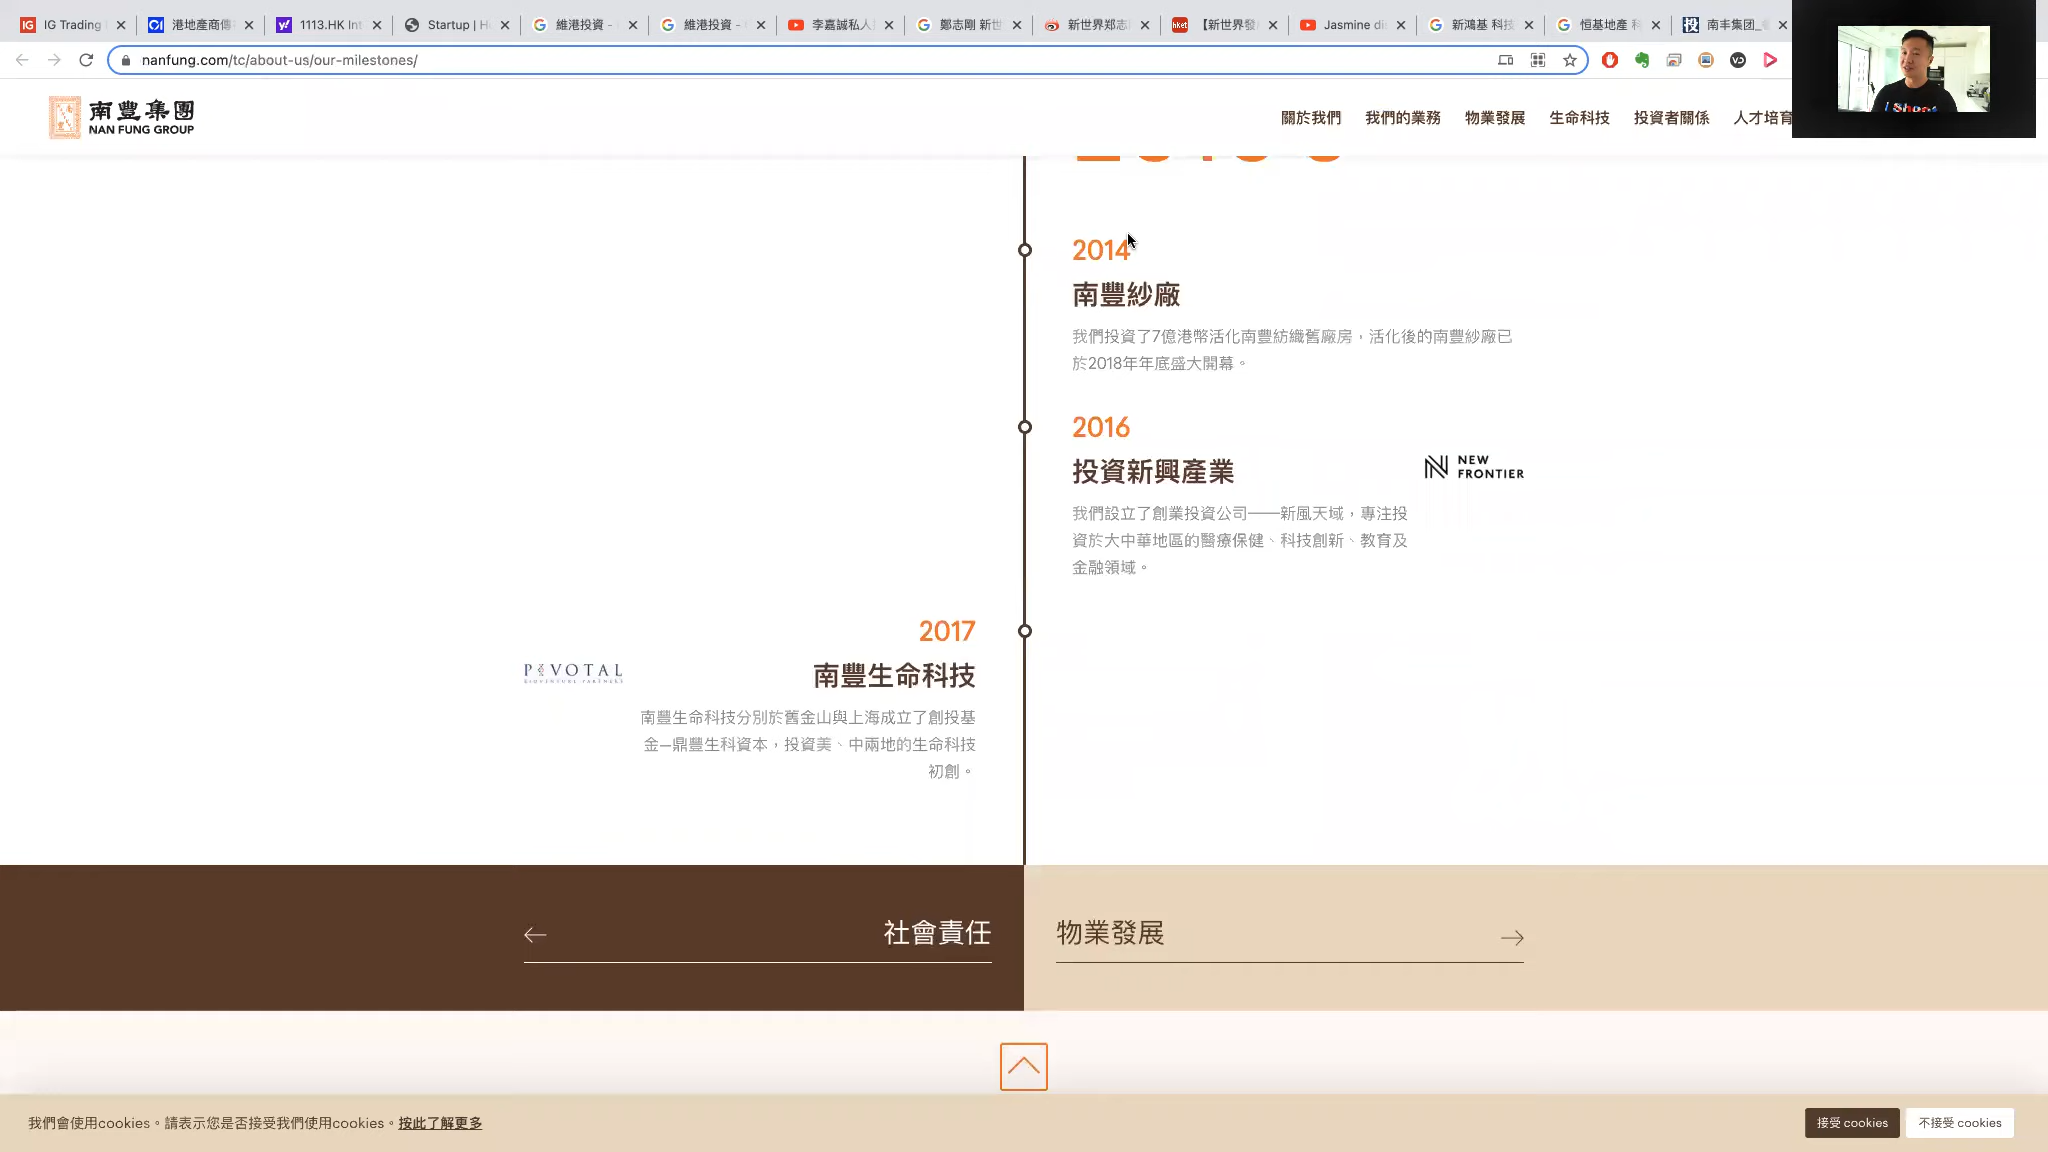 IG Trading
港地產商傳
1113.HK Int
Startup | H
維港投資 -
維港投資 -
李嘉誠私人
鄭志剛 新世
新世界郑志
【新世界發
Jasmine di
新鴻基 科技
恒基地產 科
南丰集团_
nanfung.com/tc/about-us/our-milestones/
南豐集團
NAN FUNG GROUP
關於我們
我們的業務
物業發展
生命科技
投資者關係
人才培育
I Shoot
2014
南豐紗廠
我們投資了7億港幣活化南豐紡織舊廠房，活化後的南豐紗廠已
於2018年年底盛大開幕。
2016
投資新興產業
NEW
FRONTIER
我們設立了創業投資公司——新風天域，專注投
資於大中華地區的醫療保健、科技創新、教育及
金融領域。
2017
南豐生命科技
PIVOTAL
BIOVENTURE PARTNERS
南豐生命科技分別於舊金山與上海成立了創投基
金—鼎豐生科資本，投資美、中兩地的生命科技
初創。
社會責任
物業發展
我們會使用cookies。請表示您是否接受我們使用cookies。按此了解更多
接受 cookies
不接受 cookies